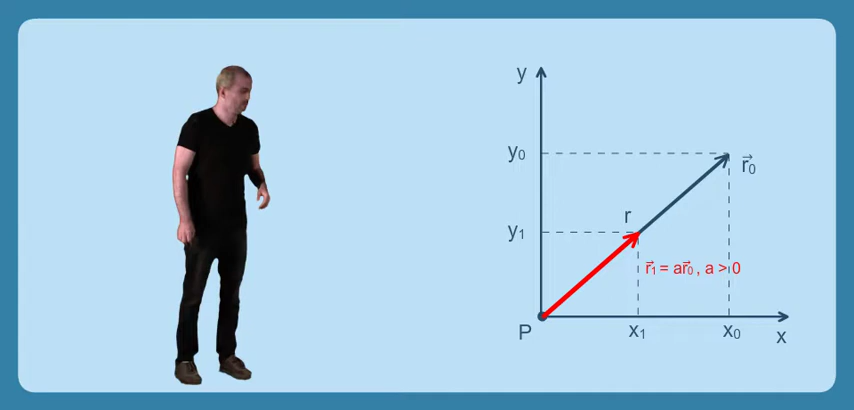 y
y₀
r⃗₀
r
y₁
r⃗₁ = ar⃗₀ , a > 0
P
x₁
x₀
x